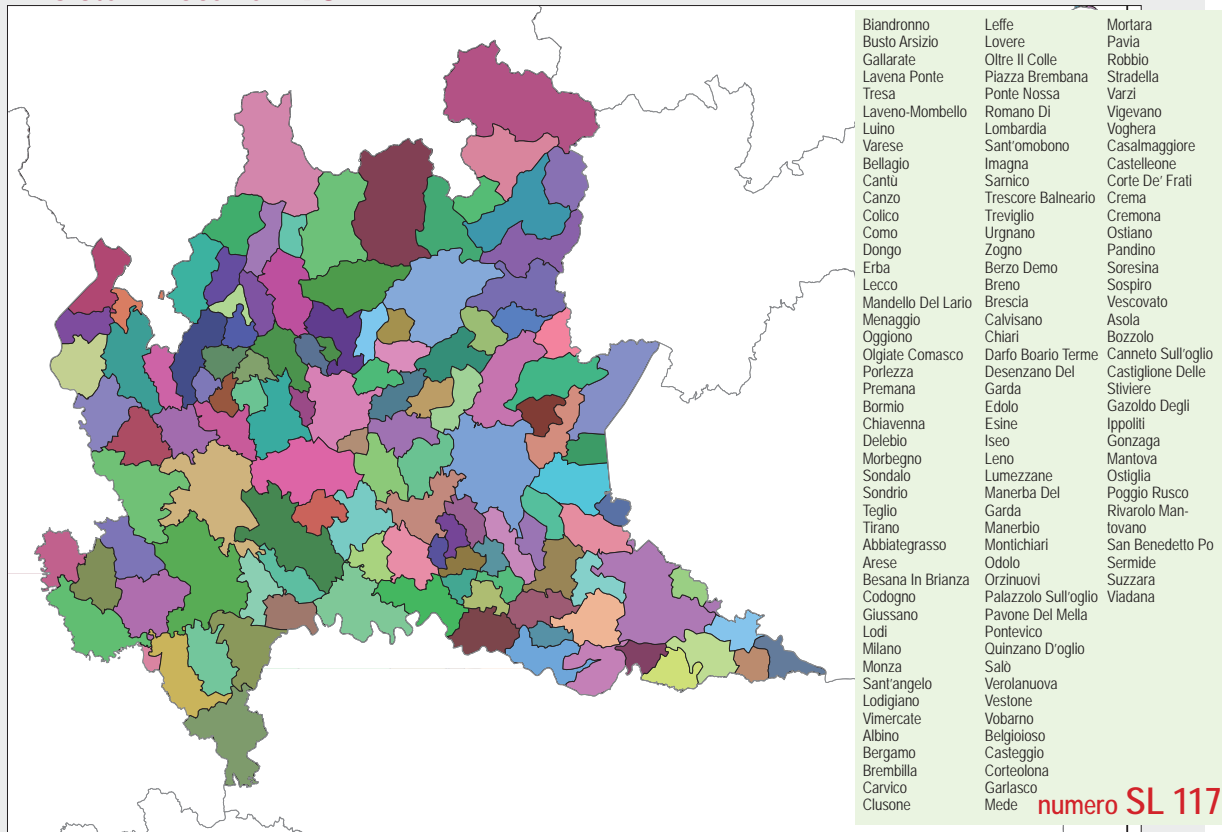 Biandronno
Busto Arsizio
Gallarate
Lavena Ponte
Tresa
Laveno-Mombello
Luino
Varese
Bellagio
Cantù
Canzo
Colico
Como
Dongo
Erba
Lecco
Mandello Del Lario
Menaggio
Oggiono
Olgiate Comasco
Porlezza
Premana
Bormio
Chiavenna
Delebio
Morbegno
Sondalo
Sondrio
Teglio
Tirano
Abbiategrasso
Arese
Besana In Brianza
Codogno
Giussano
Lodi
Milano
Monza
Sant'angelo
Lodigiano
Vimercate
Albino
Bergamo
Brembilla
Carvico
Clusone
Leffe
Lovere
Oltre Il Colle
Piazza Brembana
Ponte Nossa
Romano Di
Lombardia
Sant'omobono
Imagna
Sarnico
Trescore Balneario
Treviglio
Urgnano
Zogno
Berzo Demo
Breno
Brescia
Calvisano
Chiari
Darfo Boario Terme
Desenzano Del
Garda
Edolo
Esine
Iseo
Leno
Lumezzane
Manerba Del
Garda
Manerbio
Montichiari
Odolo
Orzinuovi
Palazzolo Sull'oglio
Pavone Del Mella
Pontevico
Quinzano D'oglio
Salò
Verolanuova
Vestone
Vobarno
Belgioioso
Casteggio
Corteolona
Garlasco
Mede
Mortara
Pavia
Robbio
Stradella
Varzi
Vigevano
Voghera
Casalmaggiore
Castelleone
Corte De' Frati
Crema
Cremona
Ostiano
Pandino
Soresina
Sospiro
Vescovato
Asola
Bozzolo
Canneto Sull'oglio
Castiglione Delle
Stiviere
Gazoldo Degli
Ippoliti
Gonzaga
Mantova
Ostiglia
Poggio Rusco
Rivarolo Man-
tovano
San Benedetto Po
Sermide
Suzzara
Viadana
numero SL 117